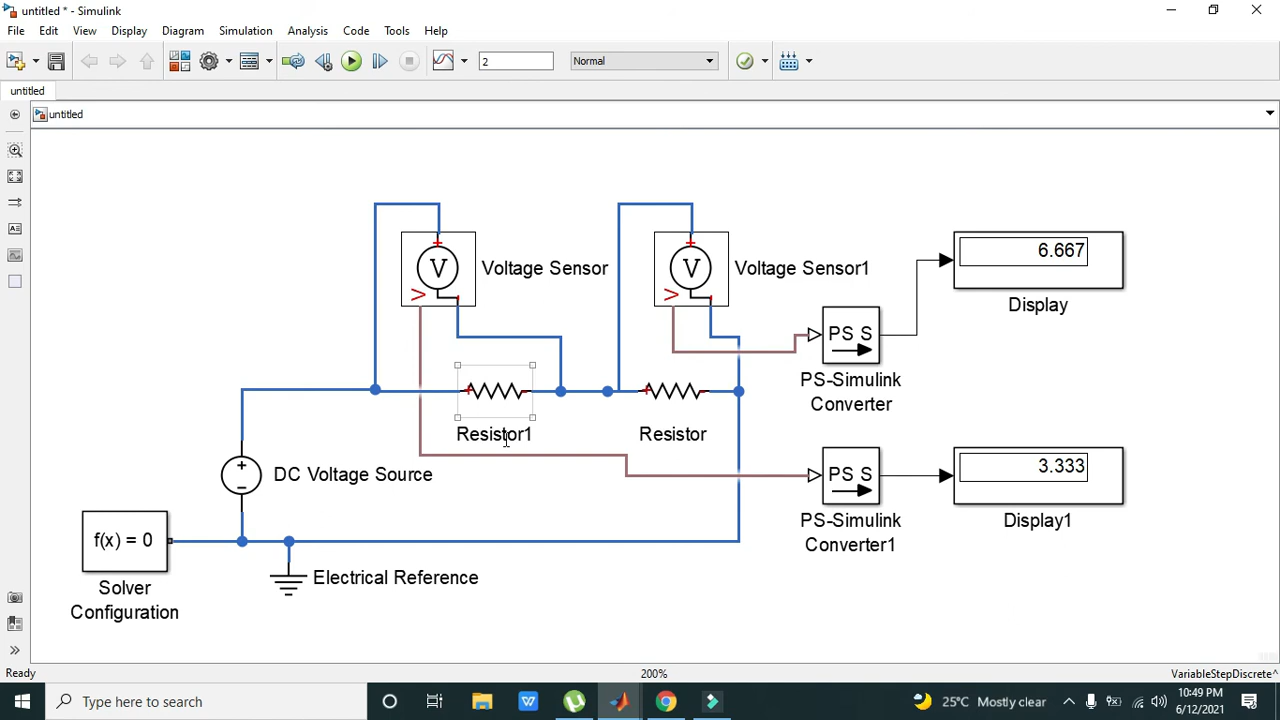 untitled * - Simulink
File Edit View Display Diagram Simulation Analysis Code Tools Help
2
Normal
untitled
untitled
V
Voltage Sensor
V
Voltage Sensor1
6.667
Display
PS S
PS-Simulink
Converter
Resistor1
Resistor
DC Voltage Source
PS S
PS-Simulink
Converter1
3.333
Display1
f(x) = 0
Solver
Configuration
Electrical Reference
Ready
200%
VariableStepDiscrete^
Type here to search
25°C Mostly clear
10:49 PM
6/12/2021